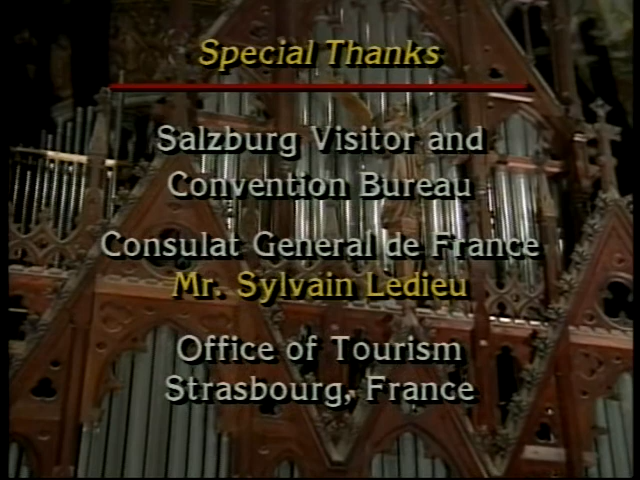 Special Thanks
Salzburg Visitor and
Convention Bureau
Consulat General de France
Mr. Sylvain Ledieu
Office of Tourism
Strasbourg, France